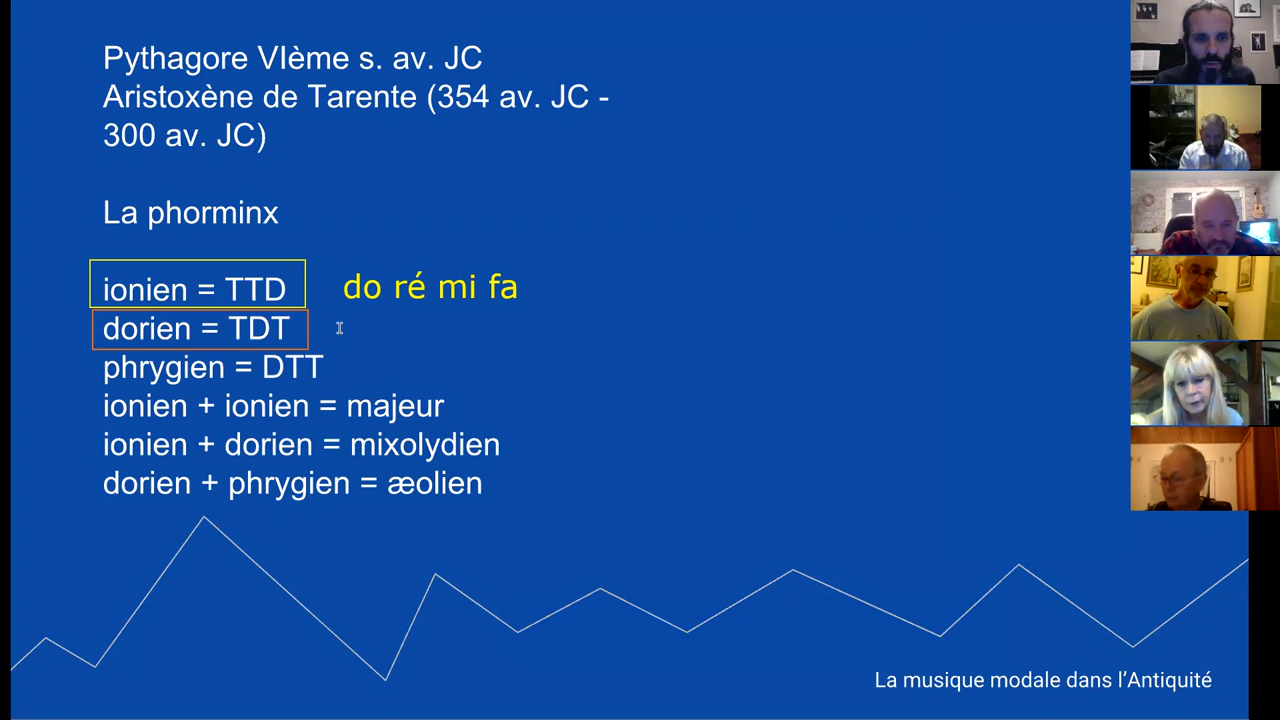 Pythagore VIème s. av. JC
Aristoxène de Tarente (354 av. JC -
300 av. JC)
La phorminx
ionien = TTD do ré mi fa
dorien = TDT
phrygien = DTT
ionien + ionien = majeur
ionien + dorien = mixolydien
dorien + phrygien = æolien
La musique modale dans l’Antiquité